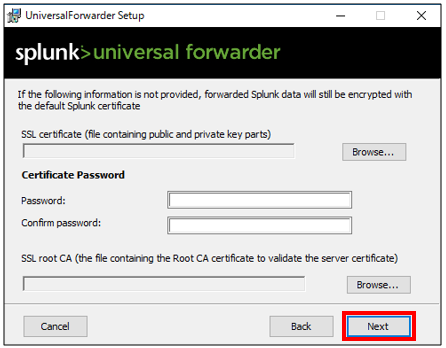 UniversalForwarder Setup
splunk>universal forwarder
If the following information is not provided, forwarded Splunk data will still be encrypted with
the default Splunk certificate
SSL certificate (file containing public and private key parts)
Browse...
Certificate Password
Password:
Confirm password:
SSL root CA (the file containing the Root CA certificate to validate the server certificate)
Browse...
Cancel Back Next